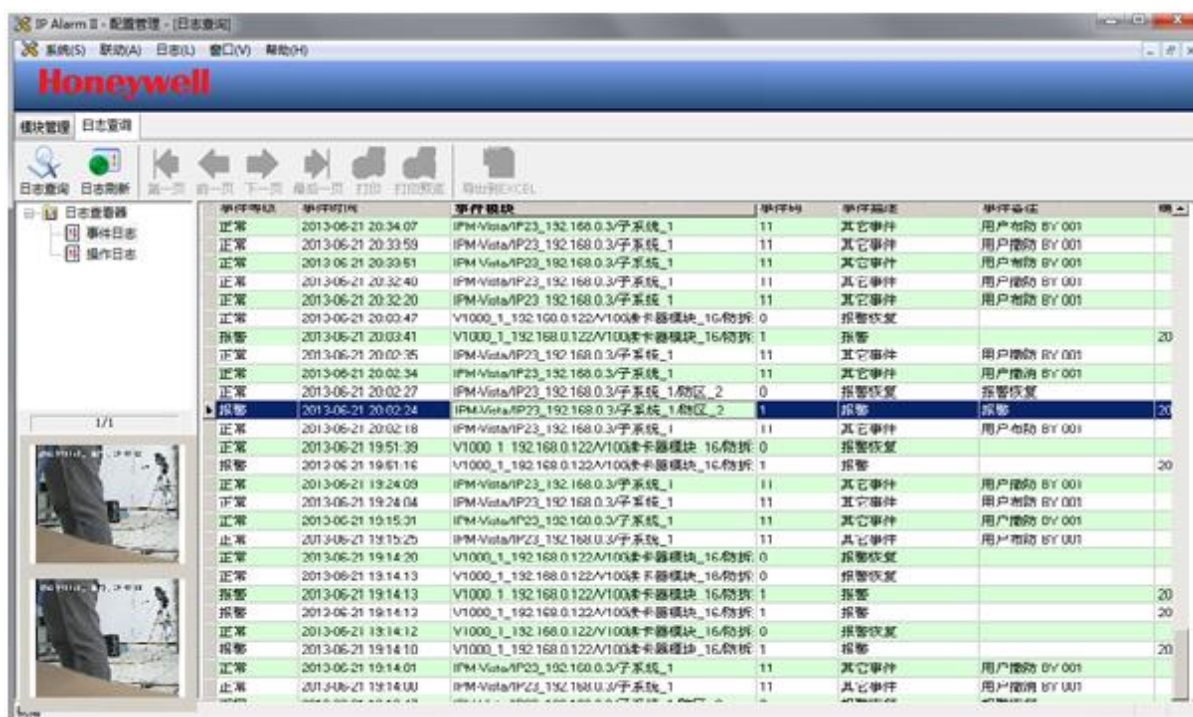 IP Alarm II - 配置管理 - [日志查询]
系统(S) 联动(A) 日志(L) 窗口(V) 帮助(H)
Honeywell
模块管理 日志查询
日志查询 日志刷新 第一页 前一页 下一页 最后一页 打印 打印预览 导出到EXCEL
日志查看器
事件日志
操作日志
1/1
事件等级 事件时间 事件模块 事件码 事件描述 事件备注
正常 2013-06-21 20:34:07 IPM-Vista/IP23_192.168.0.3/子系统_1 11 其它事件 用户布防 BY 001
正常 2013-06-21 20:33:59 IPM-Vista/IP23_192.168.0.3/子系统_1 11 其它事件 用户撤防 BY 001
正常 2013-06-21 20:33:51 IPM-Vista/IP23_192.168.0.3/子系统_1 11 其它事件 用户布防 BY 001
正常 2013-06-21 20:32:40 IPM-Vista/IP23_192.168.0.3/子系统_1 11 其它事件 用户撤防 BY 001
正常 2013-06-21 20:32:20 IPM-Vista/IP23_192.168.0.3/子系统_1 11 其它事件 用户布防 BY 001
正常 2013-06-21 20:03:47 V1000_1_192.168.0.122/V100读卡器模块_16/防拆 0 报警恢复
报警 2013-06-21 20:03:41 V1000_1_192.168.0.122/V100读卡器模块_16/防拆 1 报警 20
正常 2013-06-21 20:02:35 IPM-Vista/IP23_192.168.0.3/子系统_1 11 其它事件 用户撤防 BY 001
正常 2013-06-21 20:02:34 IPM-Vista/IP23_192.168.0.3/子系统_1 11 其它事件 用户撤消 BY 001
正常 2013-06-21 20:02:27 IPM-Vista/IP23_192.168.0.3/子系统_1/防区_2 0 报警恢复 报警恢复
报警 2013-06-21 20:02:24 IPM-Vista/IP23_192.168.0.3/子系统_1/防区_2 1 报警 报警 20
正常 2013-06-21 20:02:18 IPM-Vista/IP23_192.168.0.3/子系统_1 11 其它事件 用户布防 BY 001
正常 2013-06-21 19:51:39 V1000_1_192.168.0.122/V100读卡器模块_16/防拆 0 报警恢复
报警 2013-06-21 19:51:16 V1000_1_192.168.0.122/V100读卡器模块_16/防拆 1 报警 20
正常 2013-06-21 19:24:09 IPM-Vista/IP23_192.168.0.3/子系统_1 11 其它事件 用户撤防 BY 001
正常 2013-06-21 19:24:04 IPM-Vista/IP23_192.168.0.3/子系统_1 11 其它事件 用户布防 BY 001
正常 2013-06-21 19:15:31 IPM-Vista/IP23_192.168.0.3/子系统_1 11 其它事件 用户撤防 BY 001
正常 2013-06-21 19:15:25 IPM-Vista/IP23_192.168.0.3/子系统_1 11 其它事件 用户布防 BY 001
正常 2013-06-21 19:14:20 V1000_1_192.168.0.122/V100读卡器模块_16/防拆 0 报警恢复
正常 2013-06-21 19:14:13 V1000_1_192.168.0.122/V100读卡器模块_16/防拆 0 报警恢复
报警 2013-06-21 19:14:13 V1000_1_192.168.0.122/V100读卡器模块_16/防拆 1 报警 20
报警 2013-06-21 19:14:13 V1000_1_192.168.0.122/V100读卡器模块_16/防拆 1 报警 20
正常 2013-06-21 19:14:12 V1000_1_192.168.0.122/V100读卡器模块_16/防拆 0 报警恢复
报警 2013-06-21 19:14:10 V1000_1_192.168.0.122/V100读卡器模块_16/防拆 1 报警 20
正常 2013-06-21 19:14:01 IPM-Vista/IP23_192.168.0.3/子系统_1 11 其它事件 用户撤防 BY 001
正常 2013-06-21 19:14:00 IPM-Vista/IP23_192.168.0.3/子系统_1 11 其它事件 用户撤消 BY 001